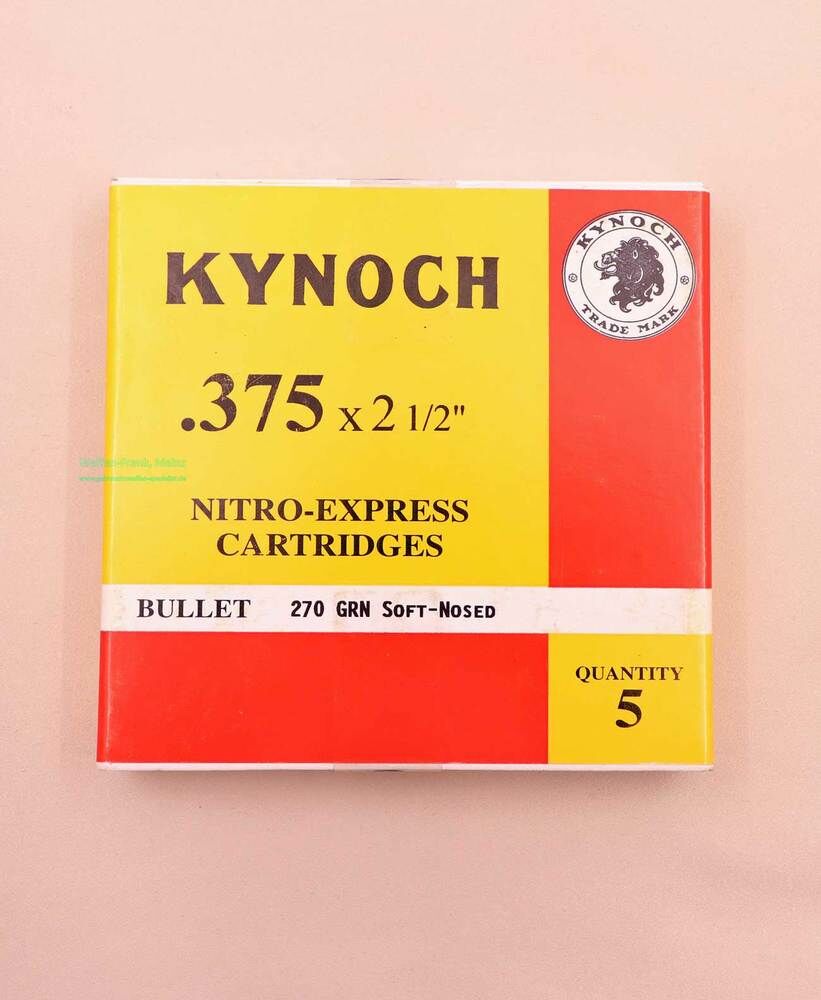 KYNOCH
KYNOCH
TRADE MARK
.375 x 2 1/2"
NITRO-EXPRESS
CARTRIDGES
BULLET 270 GRN SOFT-NOSED
QUANTITY
5